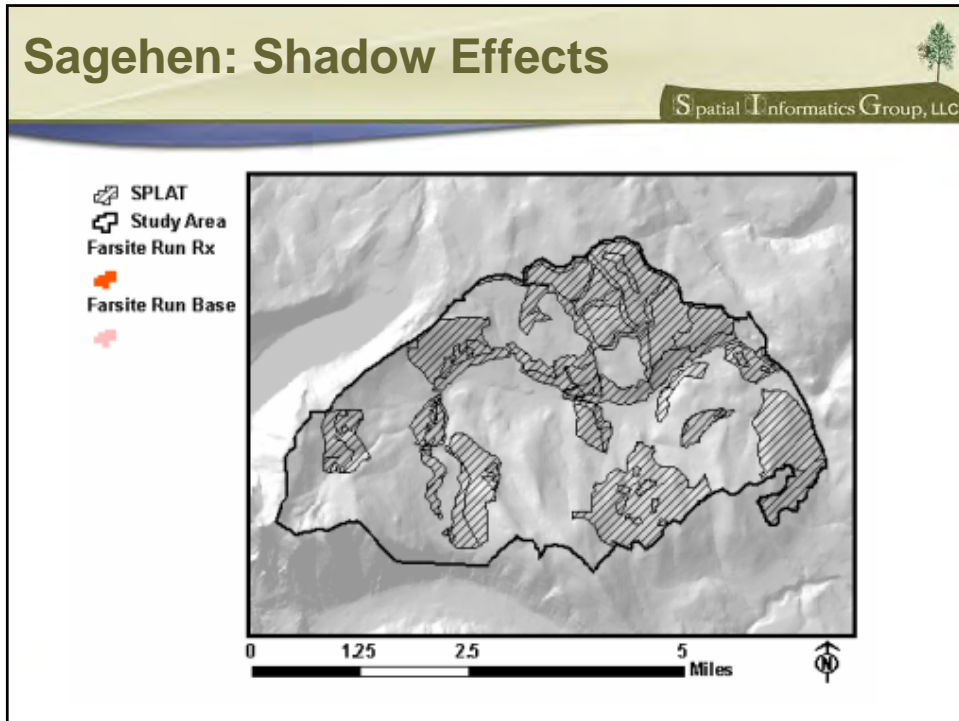 Sagehen: Shadow Effects
Spatial Informatics Group, LLC
SPLAT
Study Area
Farsite Run Rx
Farsite Run Base
0 1.25 2.5 5
Miles
N